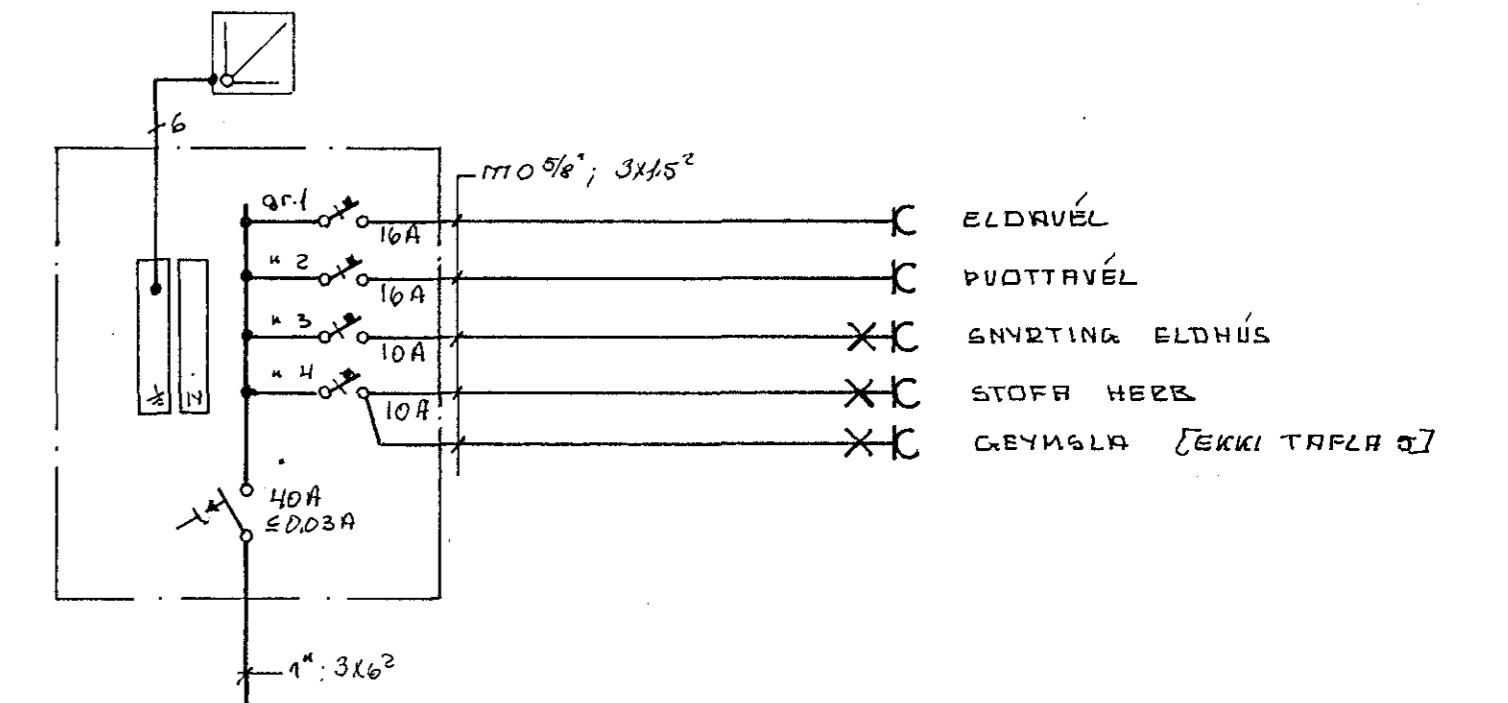 6
m0 5/8"; 3x1.5²
gr.1 16A ELDAVÉL
" 2 16A ÞVOTTAVÉL
" 3 10A SNYRTING ELDHÚS
" 4 10A STOFA HERB
GEYMSLA [EKKI TAFLA
N
40A
≤0,03A
1"; 3x6²